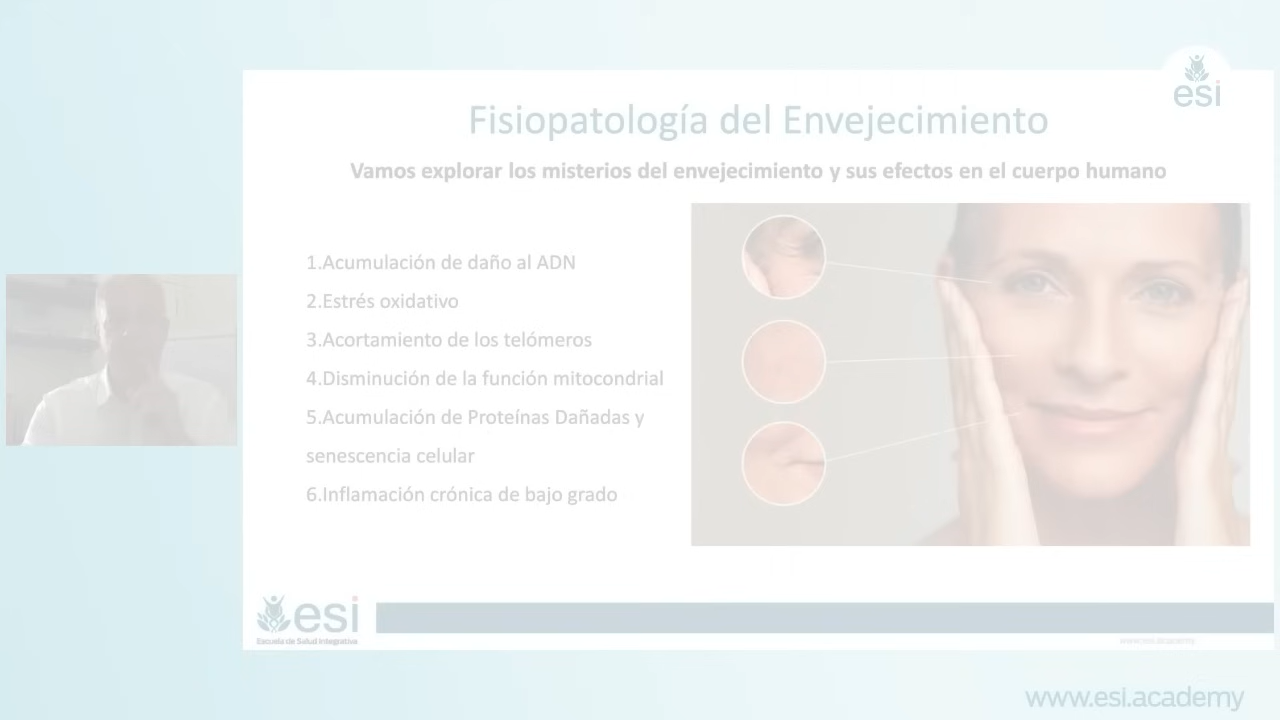 esi
Fisiopatología del Envejecimiento
Vamos explorar los misterios del envejecimiento y sus efectos en el cuerpo humano
1.Acumulación de daño al ADN
2.Estrés oxidativo
3.Acortamiento de los telómeros
4.Disminución de la función mitocondrial
5.Acumulación de Proteínas Dañadas y
senescencia celular
6.Inflamación crónica de bajo grado
esi
Escuela de Salud Integrativa
www.esi.academy
www.esi.academy